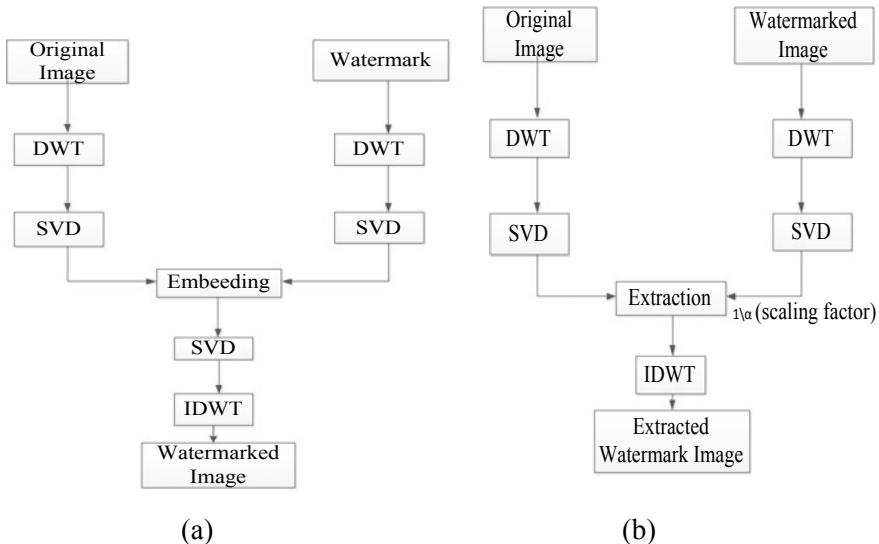 Original
Image
Watermark
DWT
DWT
SVD
SVD
Embeeding
SVD
IDWT
Watermarked
Image
(a)
Original
Image
Watermarked
Image
DWT
DWT
SVD
SVD
Extraction
1\α (scaling factor)
IDWT
Extracted
Watermark Image
(b)